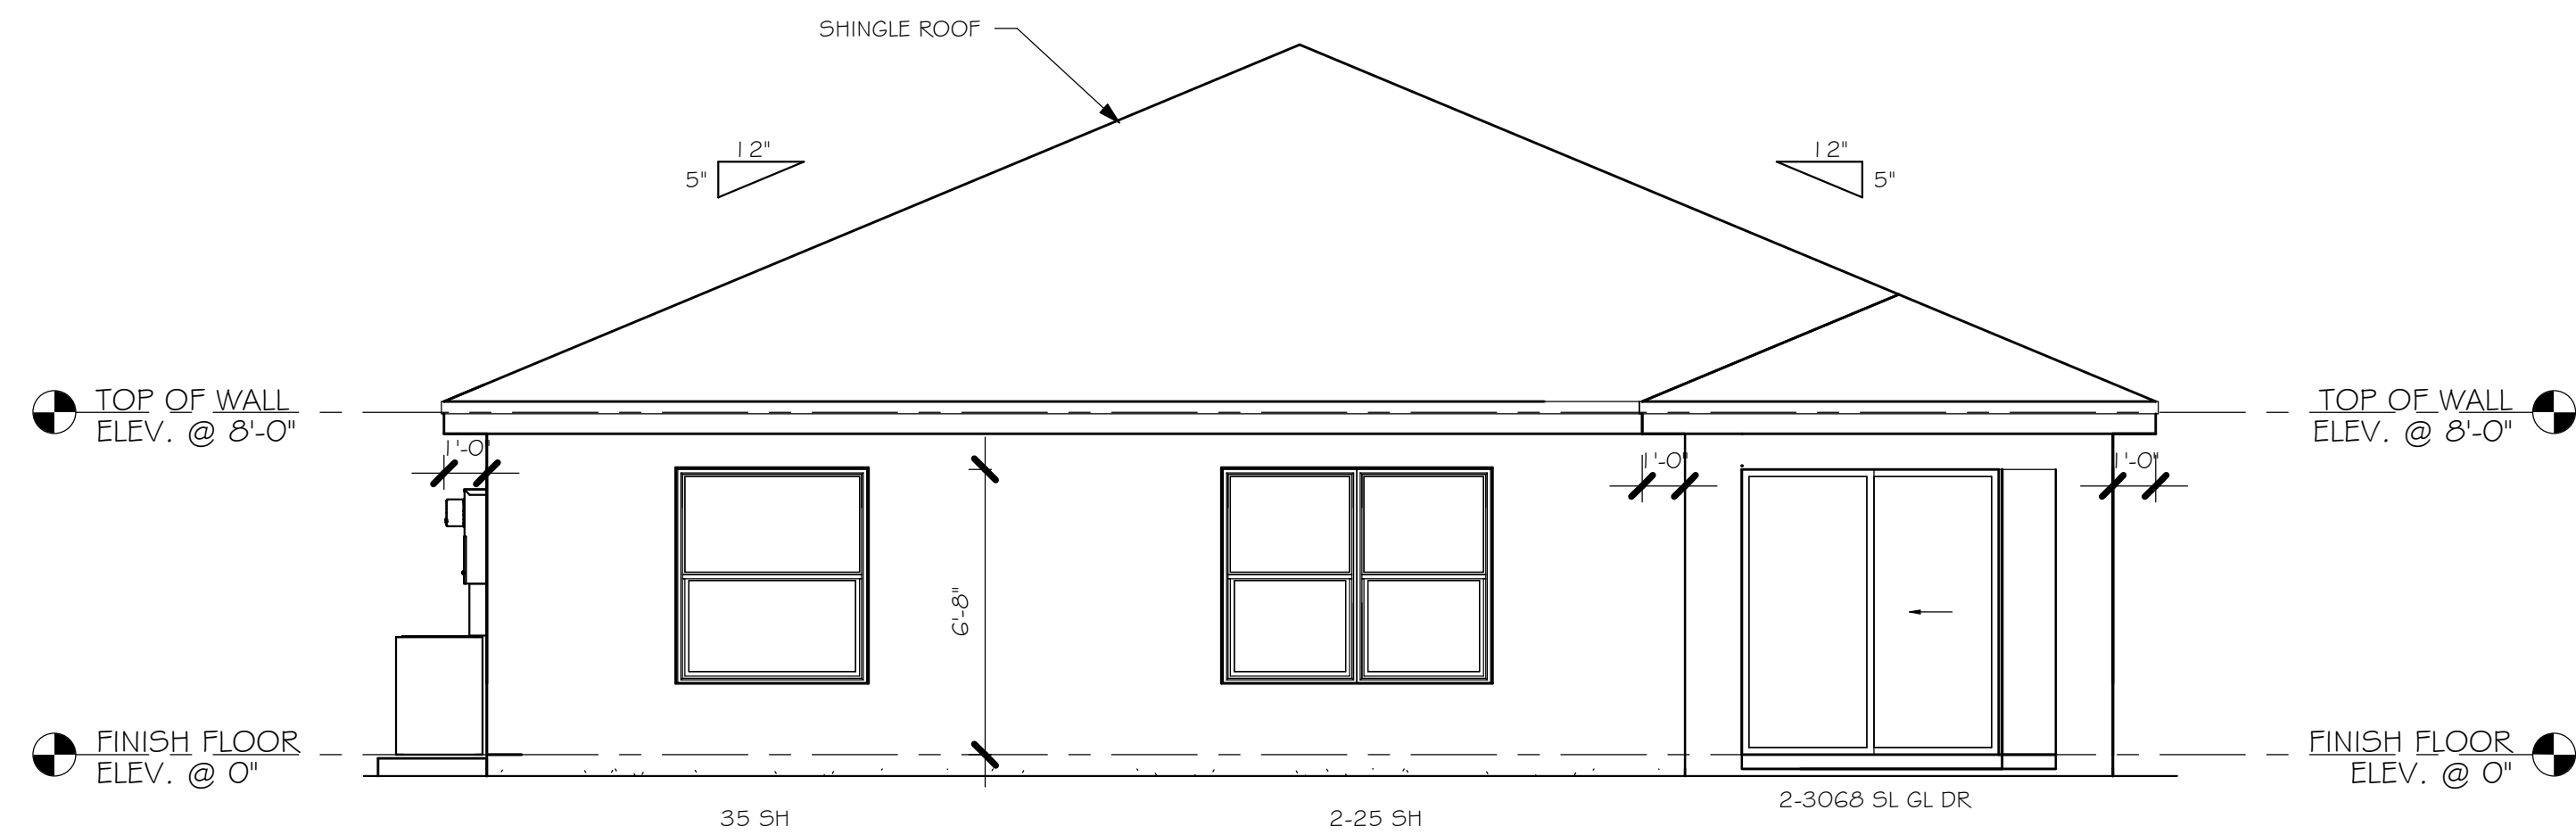 SHINGLE ROOF
12"
5"
12"
5"
TOP OF WALL
ELEV. @ 8'-0"
TOP OF WALL
ELEV. @ 8'-0"
1'-0"
1'-0"
1'-0"
6'-8"
FINISH FLOOR
ELEV. @ 0"
FINISH FLOOR
ELEV. @ 0"
35 SH
2-25 SH
2-3068 SL GL DR